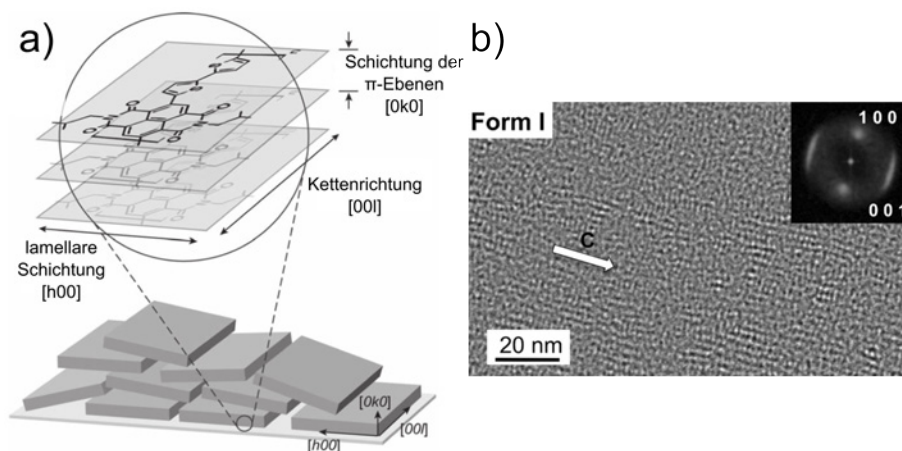 a)
Schichtung der
π-Ebenen
[0k0]
Kettenrichtung
[00l]
lamellare
Schichtung
[h00]
[0k0]
[00l]
[h00]
b)
Form I
1 0 0
0 0 1
C
20 nm